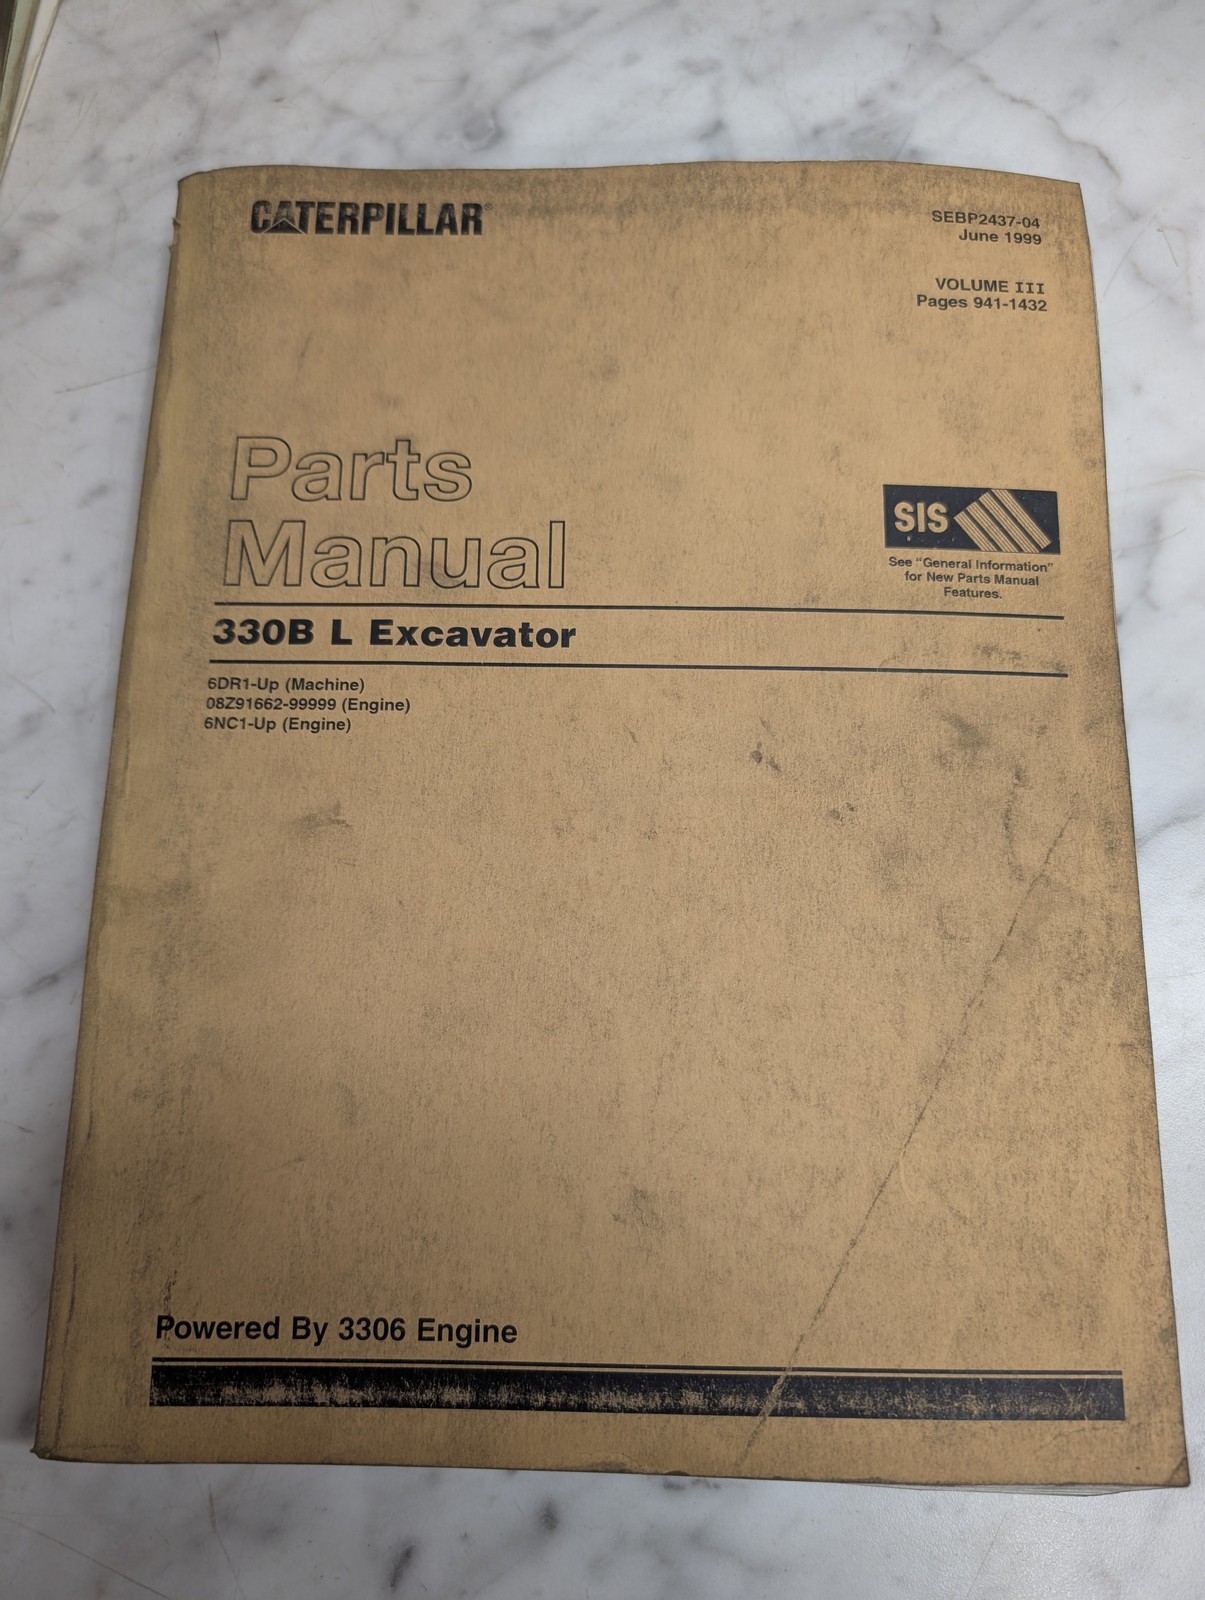 CATERPILLAR®
SEBP2437-04
June 1999
VOLUME III
Pages 941-1432
Parts
Manual
SIS
See "General Information"
for New Parts Manual
Features.
330B L Excavator
6DR1-Up (Machine)
08Z91662-99999 (Engine)
6NC1-Up (Engine)
Powered By 3306 Engine